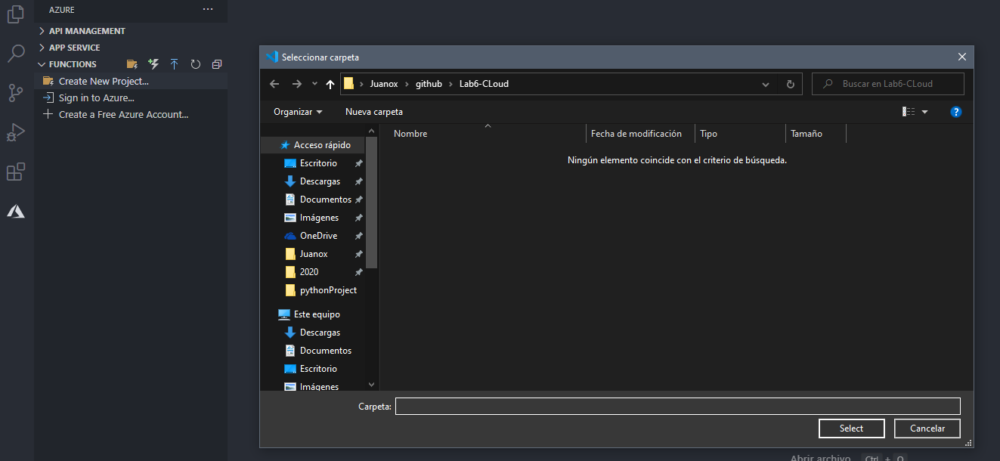 AZURE
···
API MANAGEMENT
APP SERVICE
FUNCTIONS
Create New Project...
Sign in to Azure...
Create a Free Azure Account...
Seleccionar carpeta
Juanox > github > Lab6-CLoud
Buscar en Lab6-CLoud
Organizar
Nueva carpeta
Nombre
Fecha de modificación
Tipo
Tamaño
Ningún elemento coincide con el criterio de búsqueda.
Acceso rápido
Escritorio
Descargas
Documentos
Imágenes
OneDrive
Juanox
2020
pythonProject
Este equipo
Descargas
Documentos
Escritorio
Imágenes
Carpeta:
Select
Cancelar
Abrir archivo Ctrl + O